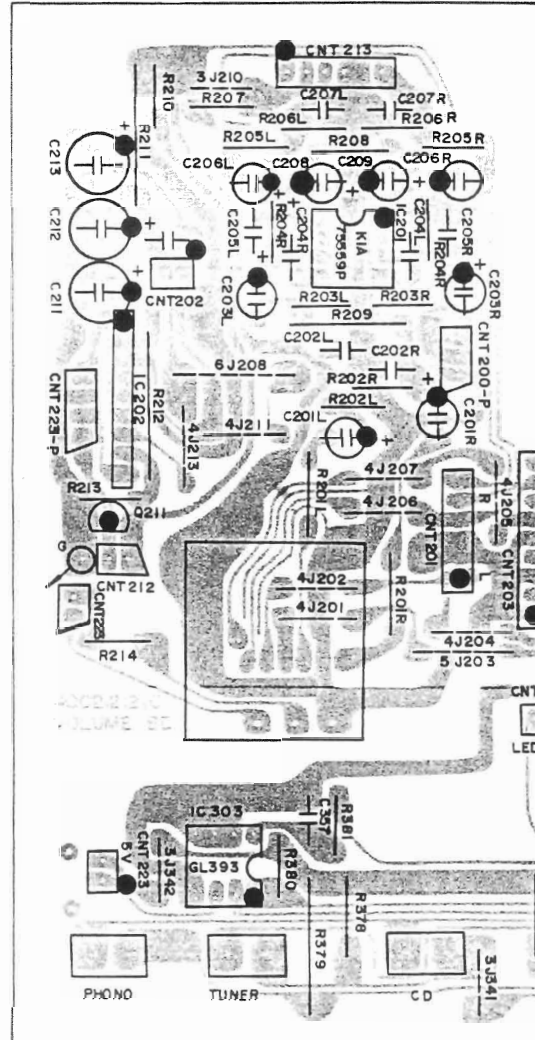 CNT213
3J210
R207
R210
C207L
C207R
R206L
R206R
R205L
R208
R205R
R211
C213
C206L
C208
C209
C206R
C212
C205L
R204R
C204R
KIA
75559P
IC201
C204L
R204R
C205R
CNT202
C211
C203L
R203L
R203R
C203R
R209
C202L
C202R
CNT200-P
6J208
R202R
R202L
CNT223-P
IC202
R212
4J213
4J211
C201L
C201R
R213
Q211
R201L
4J207
4J206
R
L
CNT201
4J205
CNT203
G
CNT212
4J202
4J201
R201R
CNT225
R214
4J204
5J203
VOLUME BD
CNT
LED
IC303
C357
R381
5V
CNT223
3J342
GL393
R380
R379
R378
3J341
PHONO
TUNER
CD